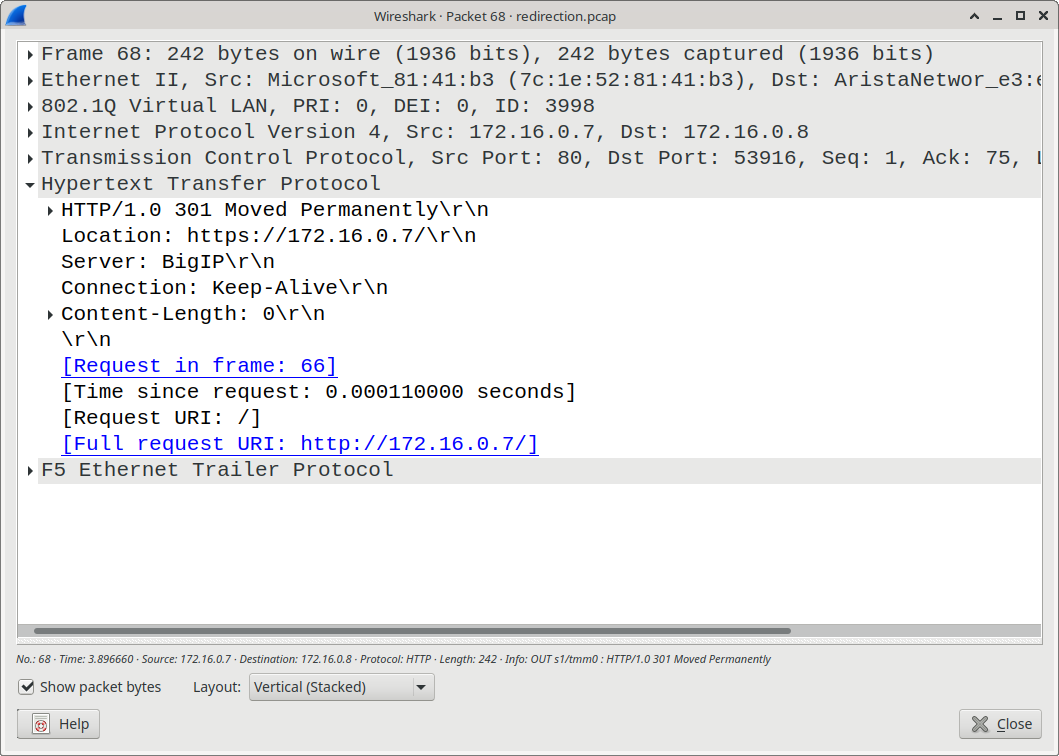 Wireshark · Packet 68 · redirection.pcap
Frame 68: 242 bytes on wire (1936 bits), 242 bytes captured (1936 bits)
Ethernet II, Src: Microsoft_81:41:b3 (7c:1e:52:81:41:b3), Dst: AristaNetwor_e3:e
802.1Q Virtual LAN, PRI: 0, DEI: 0, ID: 3998
Internet Protocol Version 4, Src: 172.16.0.7, Dst: 172.16.0.8
Transmission Control Protocol, Src Port: 80, Dst Port: 53916, Seq: 1, Ack: 75, L
Hypertext Transfer Protocol
HTTP/1.0 301 Moved Permanently\r\n
Location: https://172.16.0.7/\r\n
Server: BigIP\r\n
Connection: Keep-Alive\r\n
Content-Length: 0\r\n
\r\n
[Request in frame: 66]
[Time since request: 0.000110000 seconds]
[Request URI: /]
[Full request URI: http://172.16.0.7/]
F5 Ethernet Trailer Protocol
No.: 68 · Time: 3.896660 · Source: 172.16.0.7 · Destination: 172.16.0.8 · Protocol: HTTP · Length: 242 · Info: OUT s1/tmm0 : HTTP/1.0 301 Moved Permanently
Show packet bytes Layout: Vertical (Stacked)
Help Close